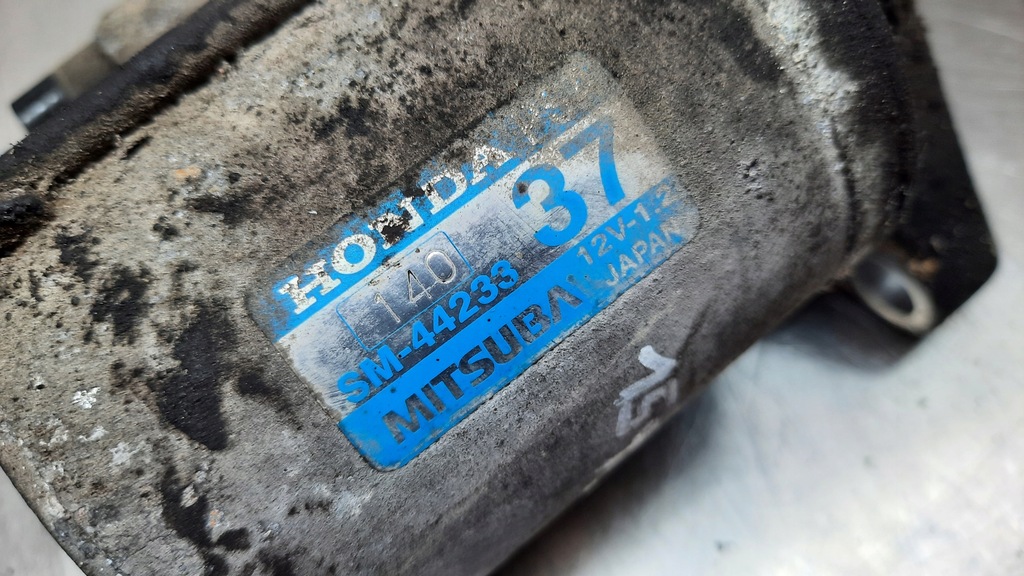 HONDA
37
140
SM-44233
12V-1.2
MITSUBA
JAPAN